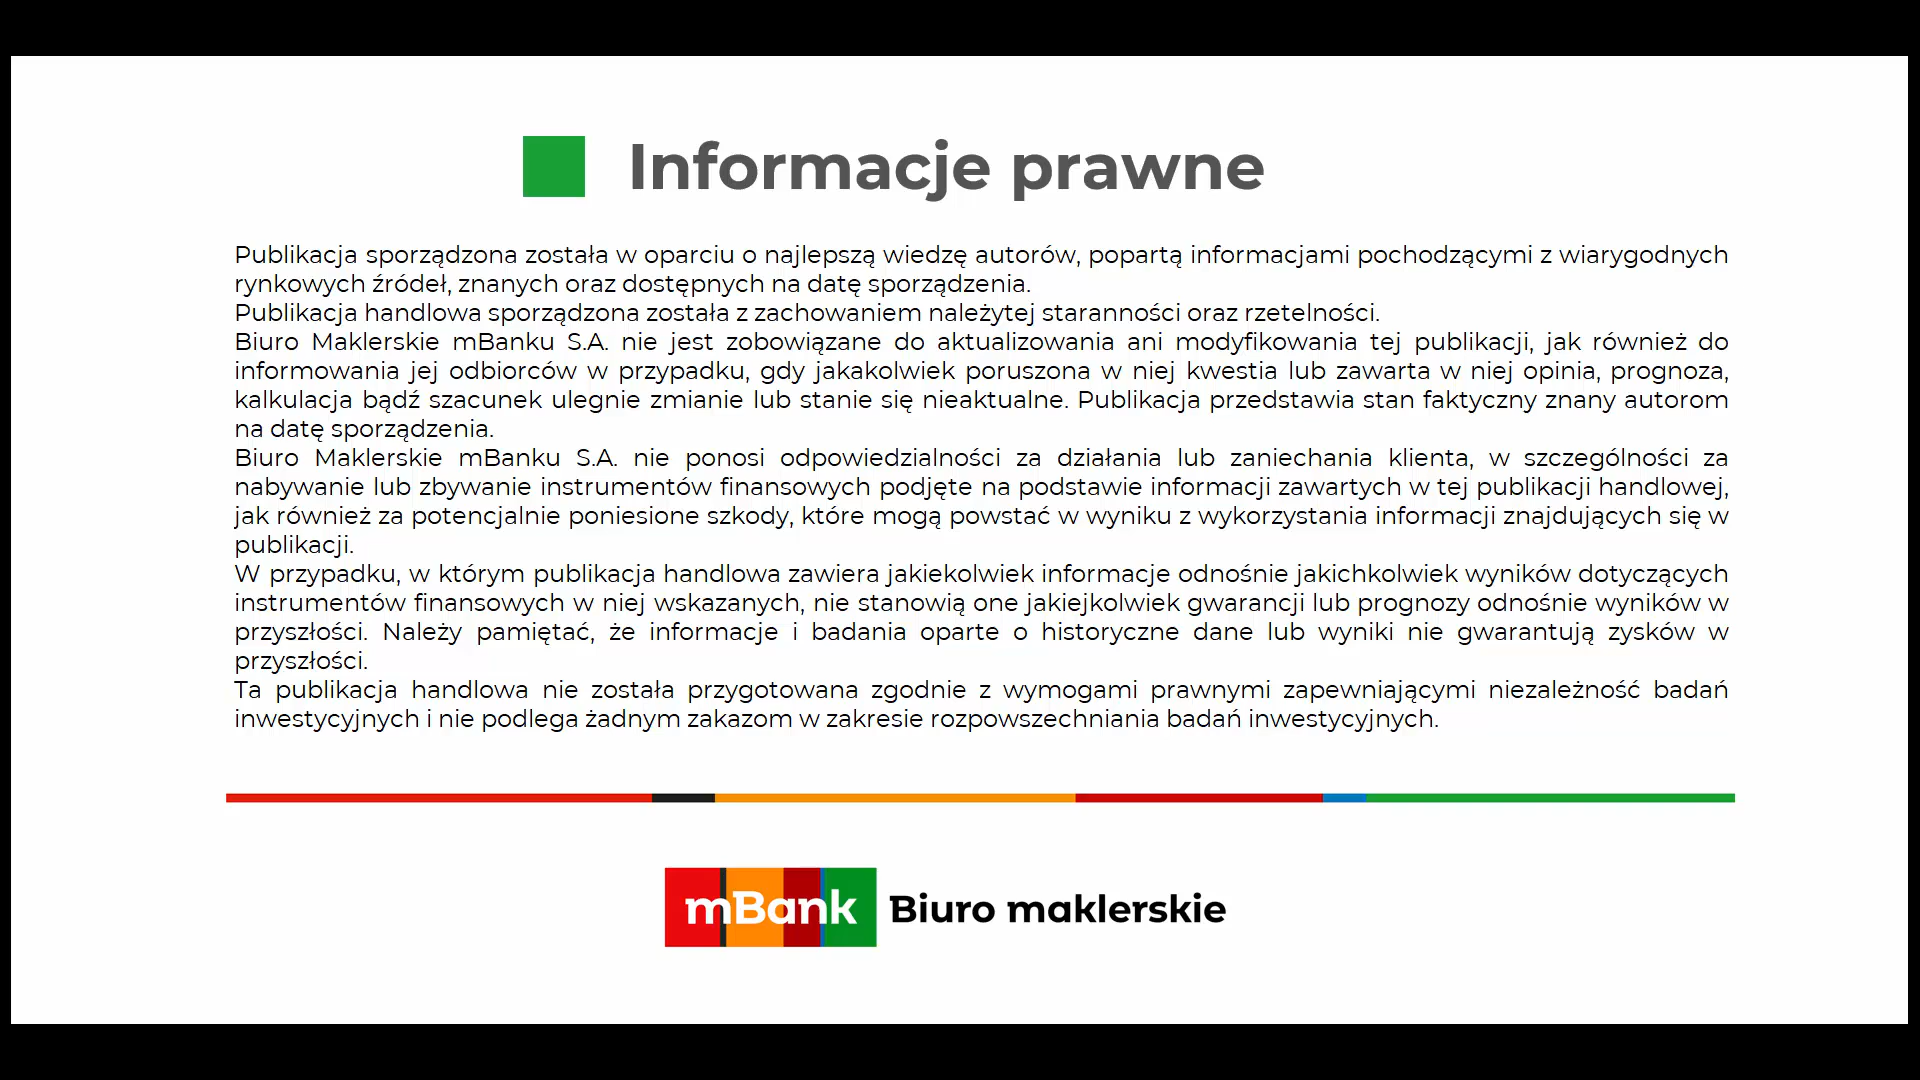 Informacje prawne
Publikacja sporządzona została w oparciu o najlepszą wiedzę autorów, popartą informacjami pochodzącymi z wiarygodnych
rynkowych źródeł, znanych oraz dostępnych na datę sporządzenia.
Publikacja handlowa sporządzona została z zachowaniem należytej staranności oraz rzetelności.
Biuro Maklerskie mBanku S.A. nie jest zobowiązane do aktualizowania ani modyfikowania tej publikacji, jak również do
informowania jej odbiorców w przypadku, gdy jakakolwiek poruszona w niej kwestia lub zawarta w niej opinia, prognoza,
kalkulacja bądź szacunek ulegnie zmianie lub stanie się nieaktualne. Publikacja przedstawia stan faktyczny znany autorom
na datę sporządzenia.
Biuro Maklerskie mBanku S.A. nie ponosi odpowiedzialności za działania lub zaniechania klienta, w szczególności za
nabywanie lub zbywanie instrumentów finansowych podjęte na podstawie informacji zawartych w tej publikacji handlowej,
jak również za potencjalnie poniesione szkody, które mogą powstać w wyniku z wykorzystania informacji znajdujących się w
publikacji.
W przypadku, w którym publikacja handlowa zawiera jakiekolwiek informacje odnośnie jakichkolwiek wyników dotyczących
instrumentów finansowych w niej wskazanych, nie stanowią one jakiejkolwiek gwarancji lub prognozy odnośnie wyników w
przyszłości. Należy pamiętać, że informacje i badania oparte o historyczne dane lub wyniki nie gwarantują zysków w
przyszłości.
Ta publikacja handlowa nie została przygotowana zgodnie z wymogami prawnymi zapewniającymi niezależność badań
inwestycyjnych i nie podlega żadnym zakazom w zakresie rozpowszechniania badań inwestycyjnych.
mBank Biuro maklerskie